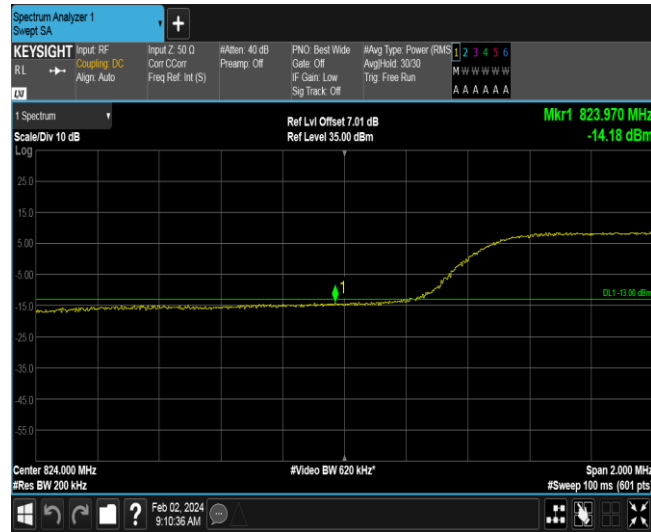 Spectrum Analyzer 1
Swept SA
+
KEYSIGHT
RL
LXI
Input: RF
Coupling: DC
Align: Auto
Input Z: 50 Ω
Corr CCorr
Freq Ref: Int (S)
#Atten: 40 dB
Preamp: Off
PNO: Best Wide
Gate: Off
IF Gain: Low
Sig Track: Off
#Avg Type: Power (RMS
Avg|Hold: 30/30
Trig: Free Run
1 2 3 4 5 6
M W W W W W
A A A A A A
1 Spectrum
Scale/Div 10 dB
Log
Ref Lvl Offset 7.01 dB
Ref Level 35.00 dBm
Mkr1 823.970 MHz
-14.18 dBm
25.0
15.0
5.00
-5.00
-15.0
-25.0
-35.0
-45.0
-55.0
1
DL1 -13.00 dBm
Center 824.000 MHz
#Res BW 200 kHz
#Video BW 620 kHz*
Span 2.000 MHz
#Sweep 100 ms (601 pts)
?
Feb 02, 2024
9:10:36 AM